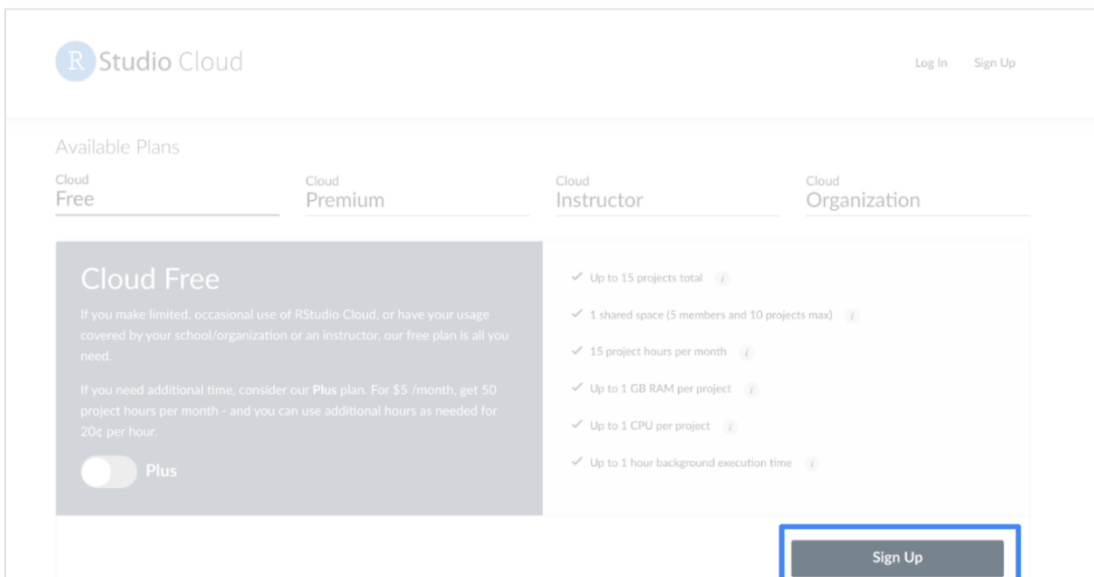 R Studio Cloud
Log In Sign Up
Available Plans
Cloud
Free
Cloud
Premium
Cloud
Instructor
Cloud
Organization
Cloud Free
If you make limited, occasional use of RStudio Cloud, or have your usage
covered by your school/organization or an instructor, our free plan is all you
need.
If you need additional time, consider our Plus plan. For $5 /month, get 50
project hours per month - and you can use additional hours as needed for
20¢ per hour.
Plus
Up to 15 projects total i
1 shared space (5 members and 10 projects max) i
15 project hours per month i
Up to 1 GB RAM per project i
Up to 1 CPU per project i
Up to 1 hour background execution time i
Sign Up